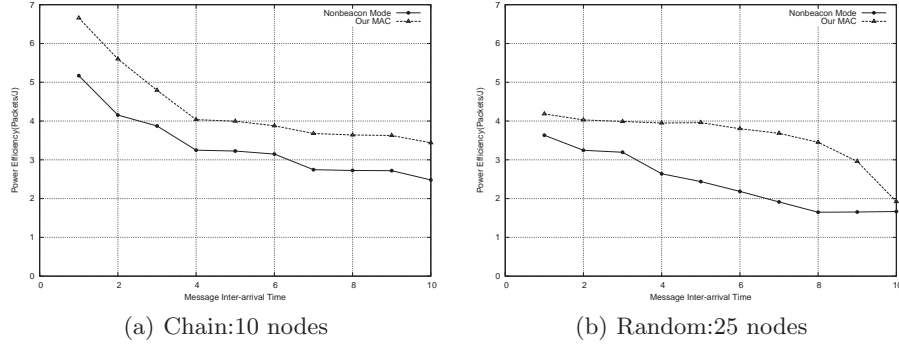 7
6
5
4
3
2
1
0
Power Efficiency(Packets/J)
Nonbeacon Mode
Our MAC
0 2 4 6 8 10
Message Inter-arrival Time
(a) Chain:10 nodes
7
6
5
4
3
2
1
0
Power Efficiency(Packets/J)
Nonbeacon Mode
Our MAC
0 2 4 6 8 10
Message Inter-arrival Time
(b) Random:25 nodes